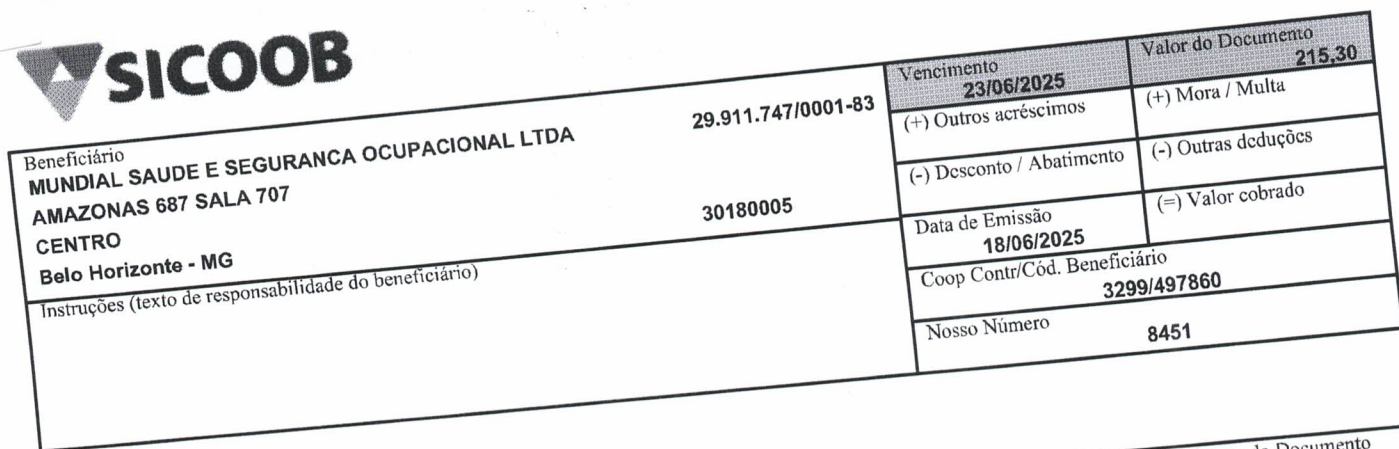 SICOOB
Vencimento
23/06/2025
Valor do Documento
215,30
Beneficiário
29.911.747/0001-83
MUNDIAL SAUDE E SEGURANCA OCUPACIONAL LTDA
AMAZONAS 687 SALA 707
30180005
CENTRO
Belo Horizonte - MG
(+) Outros acréscimos
(+) Mora / Multa
(-) Desconto / Abatimento
(-) Outras deduções
Data de Emissão
18/06/2025
(=) Valor cobrado
Coop Contr/Cód. Beneficiário
3299/497860
Nosso Número
8451
Instruções (texto de responsabilidade do beneficiário)
Documento